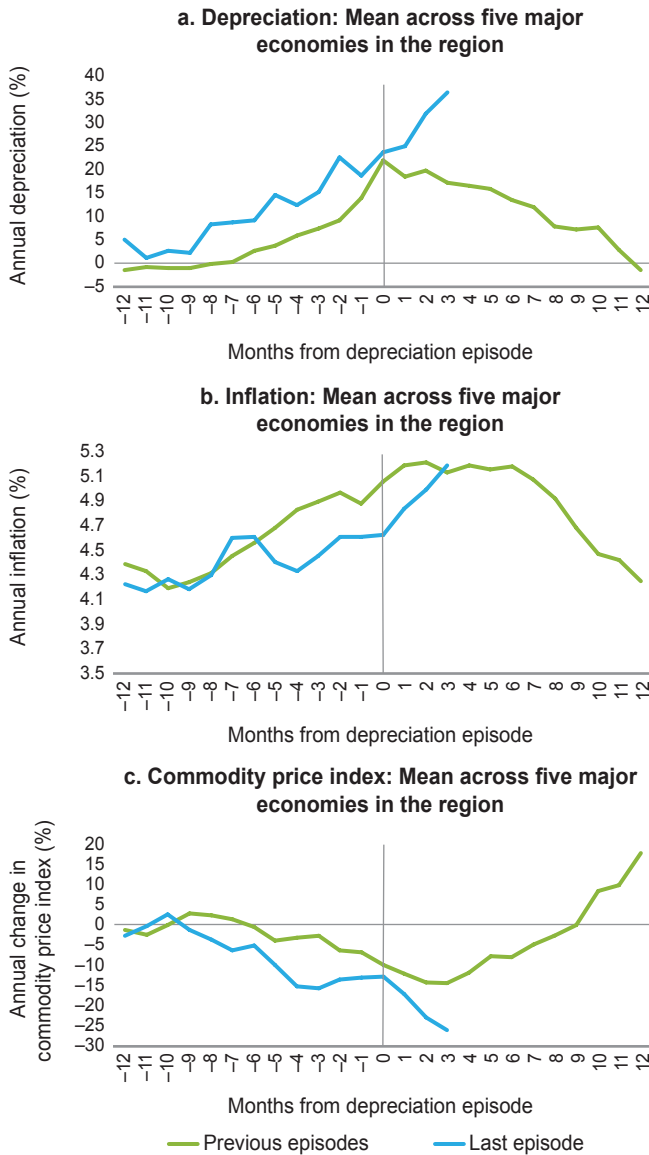 a. Depreciation: Mean across five major
economies in the region
Annual depreciation (%)
40
35
30
25
20
15
10
5
0
–5
–12 –11 –10 –9 –8 –7 –6 –5 –4 –3 –2 –1 0 1 2 3 4 5 6 7 8 9 10 11 12
Months from depreciation episode
b. Inflation: Mean across five major
economies in the region
Annual inflation (%)
5.3
5.1
4.9
4.7
4.5
4.3
4.1
3.9
3.7
3.5
–12 –11 –10 –9 –8 –7 –6 –5 –4 –3 –2 –1 0 1 2 3 4 5 6 7 8 9 10 11 12
Months from depreciation episode
c. Commodity price index: Mean across five major
economies in the region
Annual change in
commodity price index (%)
20
15
10
5
0
–5
–10
–15
–20
–25
–30
–12 –11 –10 –9 –8 –7 –6 –5 –4 –3 –2 –1 0 1 2 3 4 5 6 7 8 9 10 11 12
Months from depreciation episode
Previous episodes Last episode